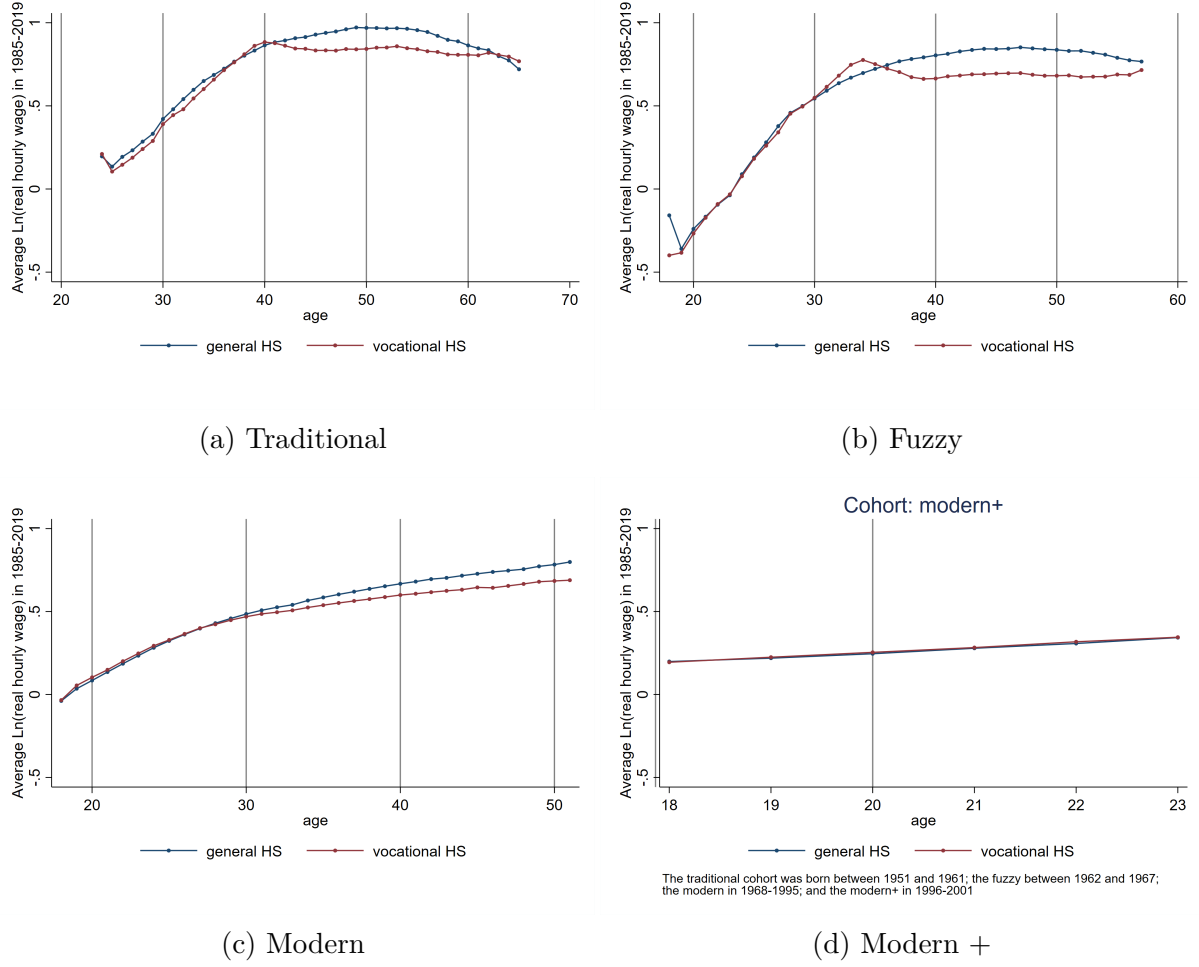 Average Ln(real hourly wage) in 1985-2019
1
.5
0
-.5
20 30 40 50 60 70
age
general HS vocational HS
(a) Traditional
Average Ln(real hourly wage) in 1985-2019
1
.5
0
-.5
20 30 40 50 60
age
general HS vocational HS
(b) Fuzzy
Average Ln(real hourly wage) in 1985-2019
1
.5
0
-.5
20 30 40 50
age
general HS vocational HS
(c) Modern
Cohort: modern+
Average Ln(real hourly wage) in 1985-2019
1
.5
0
-.5
18 19 20 21 22 23
age
general HS vocational HS
The traditional cohort was born between 1951 and 1961; the fuzzy between 1962 and 1967;
the modern in 1968-1995; and the modern+ in 1996-2001
(d) Modern +